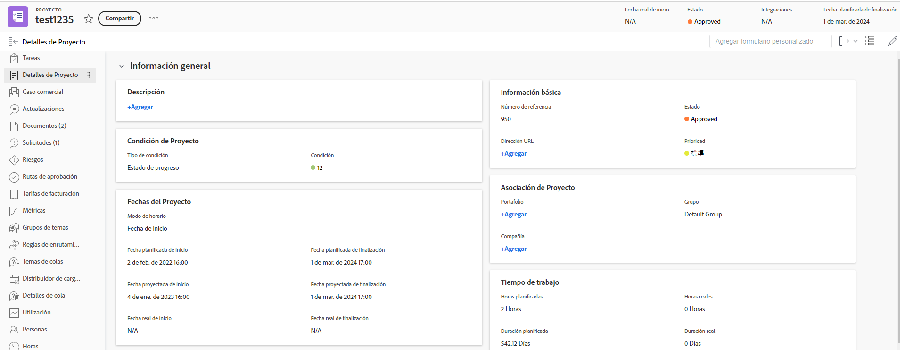 PROYECTO
test1235
Compartir
Fecha real de inicio
N/A
Estado
Approved
Integraciones
N/A
Fecha planificada de finalización
1 de mar. de 2024
Detalles de Proyecto
Agregar formulario personalizado
Tareas
Detalles de Proyecto
Caso comercial
Actualizaciones
Documentos (2)
Solicitudes (1)
Riesgos
Rutas de aprobación
Tarifas de facturación
Métricas
Grupos de temas
Reglas de enrutami...
Temas de colas
Distribuidor de carg...
Detalles de cola
Utilización
Personas
Horas
Información general
Descripción
+Agregar
Condición de Proyecto
Tipo de condición
Estado de progreso
Condición
12
Fechas del Proyecto
Modo de horario
Fecha de inicio
Fecha planificada de inicio
2 de feb. de 2022 16:00
Fecha planificada de finalización
1 de mar. de 2024 17:00
Fecha proyectada de inicio
4 de ene. de 2023 16:00
Fecha proyectada de finalización
1 de mar. de 2024 17:00
Fecha real de inicio
N/A
Fecha real de finalización
N/A
Información básica
Número de referencia
950
Estado
Approved
Dirección URL
+Agregar
Prioridad
Asociación de Proyecto
Portafolio
+Agregar
Grupo
Default Group
Compañía
+Agregar
Tiempo de trabajo
Horas planificadas
2 Horas
Horas reales
0 Horas
Duración planificada
542.12 Días
Duración real
0 Días